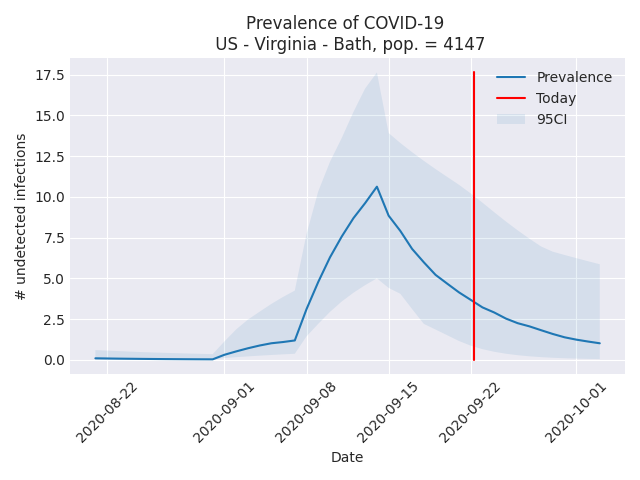 Prevalence of COVID-19
US - Virginia - Bath, pop. = 4147
17.5
15.0
12.5
10.0
7.5
5.0
2.5
0.0
# undetected infections
Prevalence
Today
95CI
2020-08-22
2020-09-01
2020-09-08
2020-09-15
2020-09-22
2020-10-01
Date